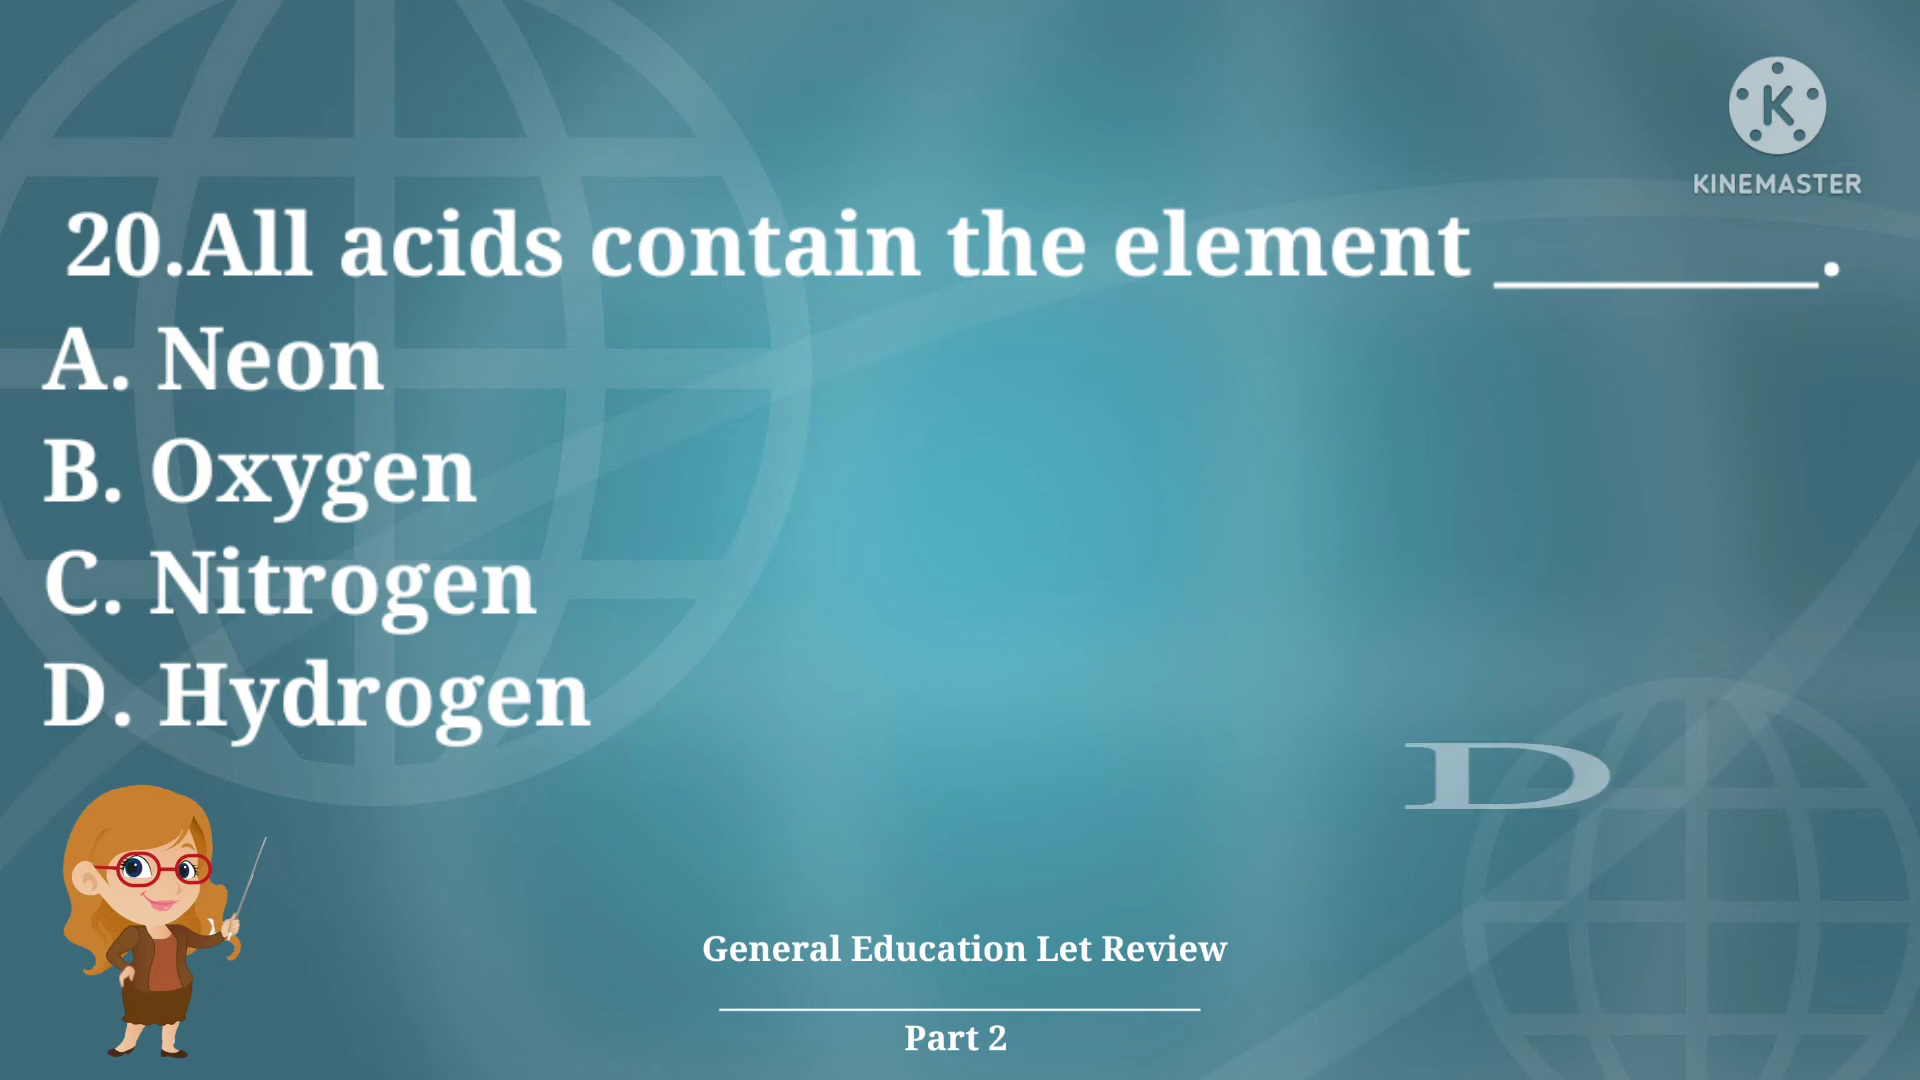 KINEMASTER
20.All acids contain the element ________.
A. Neon
B. Oxygen
C. Nitrogen
D. Hydrogen
D
General Education Let Review
Part 2